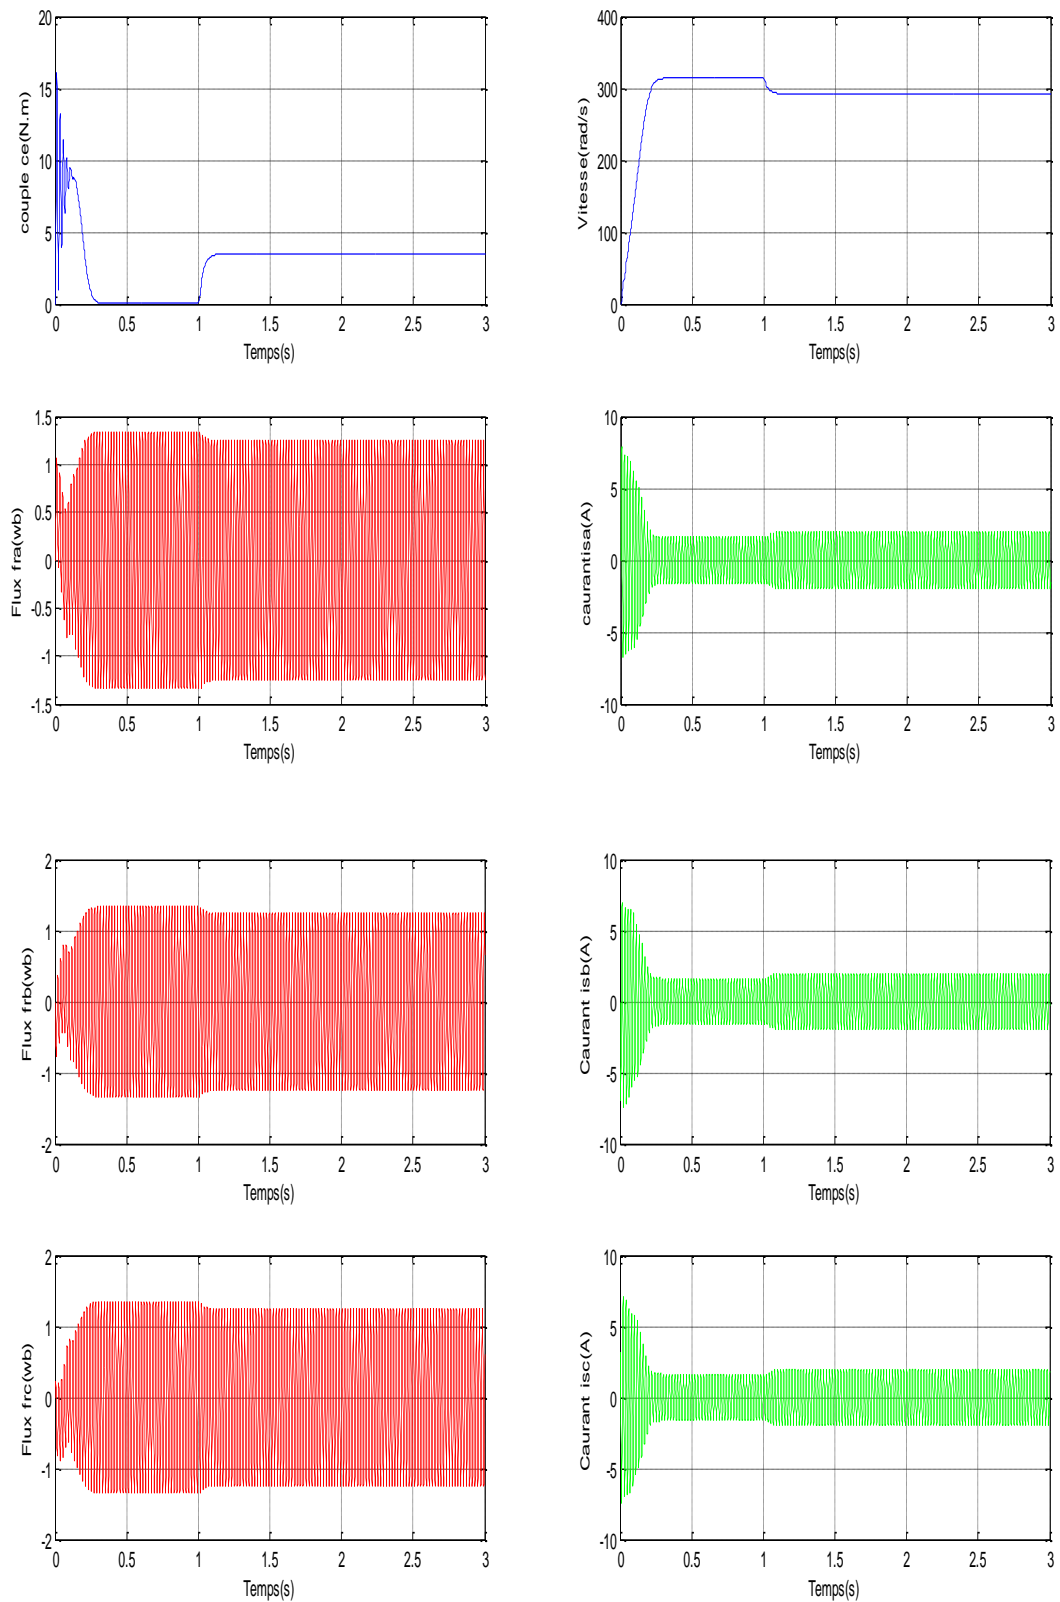 couple ce(N.m)
20
15
10
5
0
0 0.5 1 1.5 2 2.5 3
Temps(s)
Vitesse(rad/s)
400
300
200
100
0
0 0.5 1 1.5 2 2.5 3
Temps(s)
Flux fra(wb)
1.5
1
0.5
0
-0.5
-1
-1.5
0 0.5 1 1.5 2 2.5 3
Temps(s)
caurantisa(A)
10
5
0
-5
-10
0 0.5 1 1.5 2 2.5 3
Temps(s)
Flux frb(wb)
2
1
0
-1
-2
0 0.5 1 1.5 2 2.5 3
Temps(s)
Caurant isb(A)
10
5
0
-5
-10
0 0.5 1 1.5 2 2.5 3
Temps(s)
Flux frc(wb)
2
1
0
-1
-2
0 0.5 1 1.5 2 2.5 3
Temps(s)
Caurant isc(A)
10
5
0
-5
-10
0 0.5 1 1.5 2 2.5 3
Temps(s)